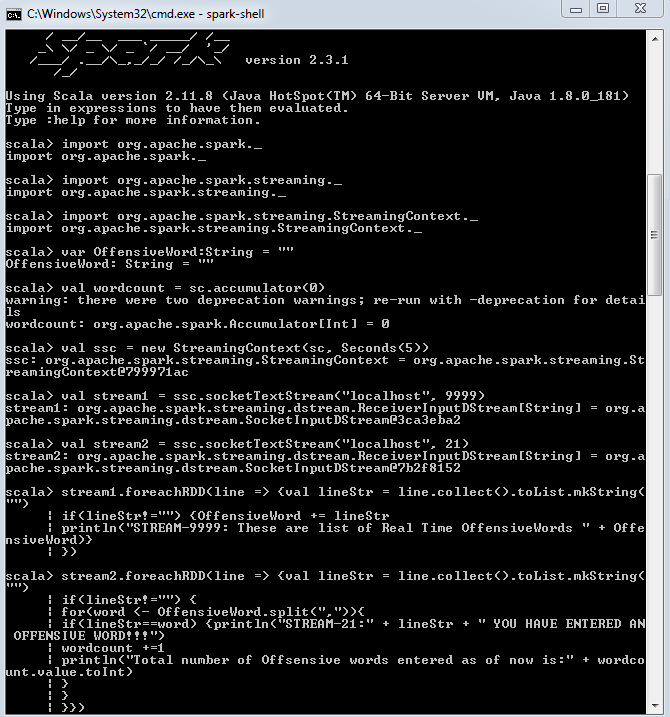 C:\Windows\System32\cmd.exe - spark-shell
      / __/__  ___ _____/ /__
    _\ \/ _ \/ _ `/ __/  '_/
   /___/ .__/\_,_/_/ /_/\_\   version 2.3.1
      /_/
Using Scala version 2.11.8 (Java HotSpot(TM) 64-Bit Server VM, Java 1.8.0_181)
Type in expressions to have them evaluated.
Type :help for more information.
scala> import org.apache.spark._
import org.apache.spark._
scala> import org.apache.spark.streaming._
import org.apache.spark.streaming._
scala> import org.apache.spark.streaming.StreamingContext._
import org.apache.spark.streaming.StreamingContext._
scala> var OffensiveWord:String = ""
OffensiveWord: String = ""
scala> val wordcount = sc.accumulator(0)
warning: there were two deprecation warnings; re-run with -deprecation for detai
ls
wordcount: org.apache.spark.Accumulator[Int] = 0
scala> val ssc = new StreamingContext(sc, Seconds(5))
ssc: org.apache.spark.streaming.StreamingContext = org.apache.spark.streaming.St
reamingContext@799971ac
scala> val stream1 = ssc.socketTextStream("localhost", 9999)
stream1: org.apache.spark.streaming.dstream.ReceiverInputDStream[String] = org.a
pache.spark.streaming.dstream.SocketInputDStream@3ca3eba2
scala> val stream2 = ssc.socketTextStream("localhost", 21)
stream2: org.apache.spark.streaming.dstream.ReceiverInputDStream[String] = org.a
pache.spark.streaming.dstream.SocketInputDStream@7b2f8152
scala> stream1.foreachRDD(line => {val lineStr = line.collect().toList.mkString(
"")
     | if(lineStr!="") {OffensiveWord += lineStr
     | println("STREAM-9999: These are list of Real Time OffensiveWords " + Offe
nsiveWord)}
     | })
scala> stream2.foreachRDD(line => {val lineStr = line.collect().toList.mkString(
"")
     | if(lineStr!="") {
     | for(word <- OffensiveWord.split(",")){
     | if(lineStr==word) {println("STREAM-21:" + lineStr + " YOU HAVE ENTERED AN
 OFFENSIVE WORD!!!")
     | wordcount +=1
     | println("Total number of Offsensive words entered as of now is:" + wordco
unt.value.toInt)
     | }
     | }
     | }})